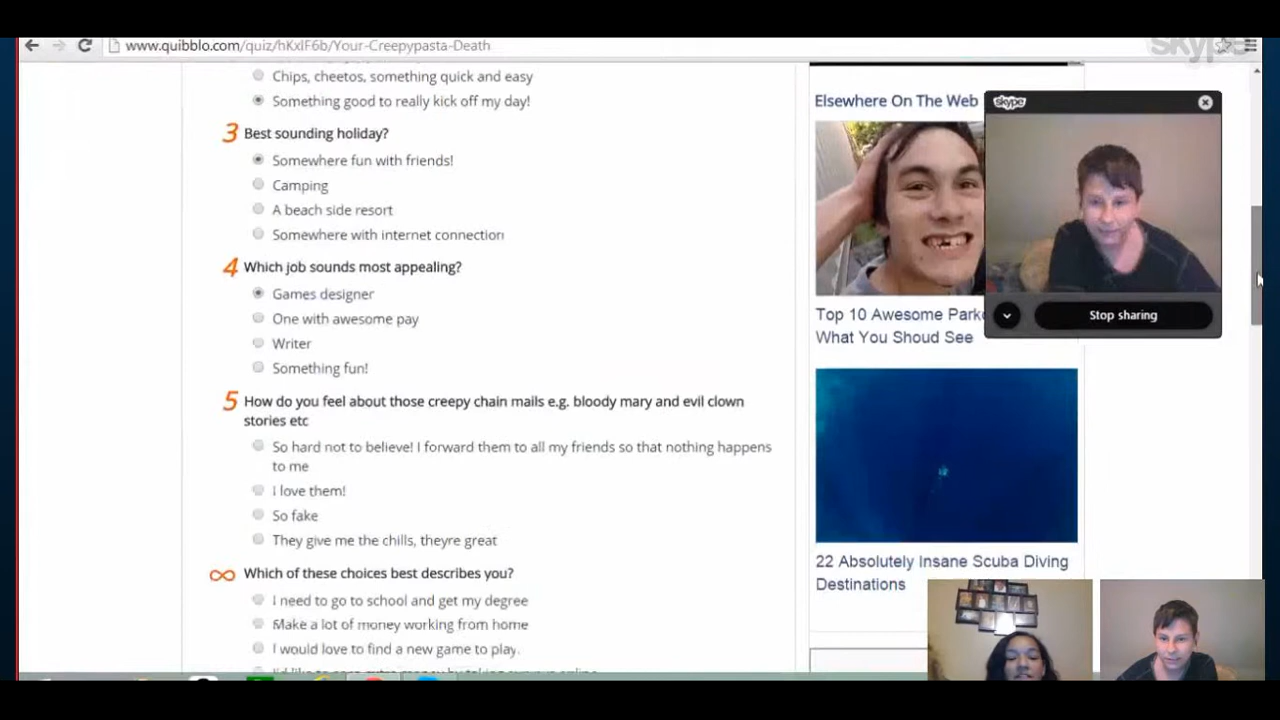 www.quibblo.com/quiz/hKxlF6b/Your-Creepypasta-Death
skype
Chips, cheetos, something quick and easy
Something good to really kick off my day!
3 Best sounding holiday?
Somewhere fun with friends!
Camping
A beach side resort
Somewhere with internet connection
4 Which job sounds most appealing?
Games designer
One with awesome pay
Writer
Something fun!
5 How do you feel about those creepy chain mails e.g. bloody mary and evil clown
stories etc
So hard not to believe! I forward them to all my friends so that nothing happens
to me
I love them!
So fake
They give me the chills, theyre great
∞ Which of these choices best describes you?
I need to go to school and get my degree
Make a lot of money working from home
I would love to find a new game to play.
Elsewhere On The Web
skype
Stop sharing
Top 10 Awesome
What You Shoud See
22 Absolutely Insane Scuba Diving
Destinations